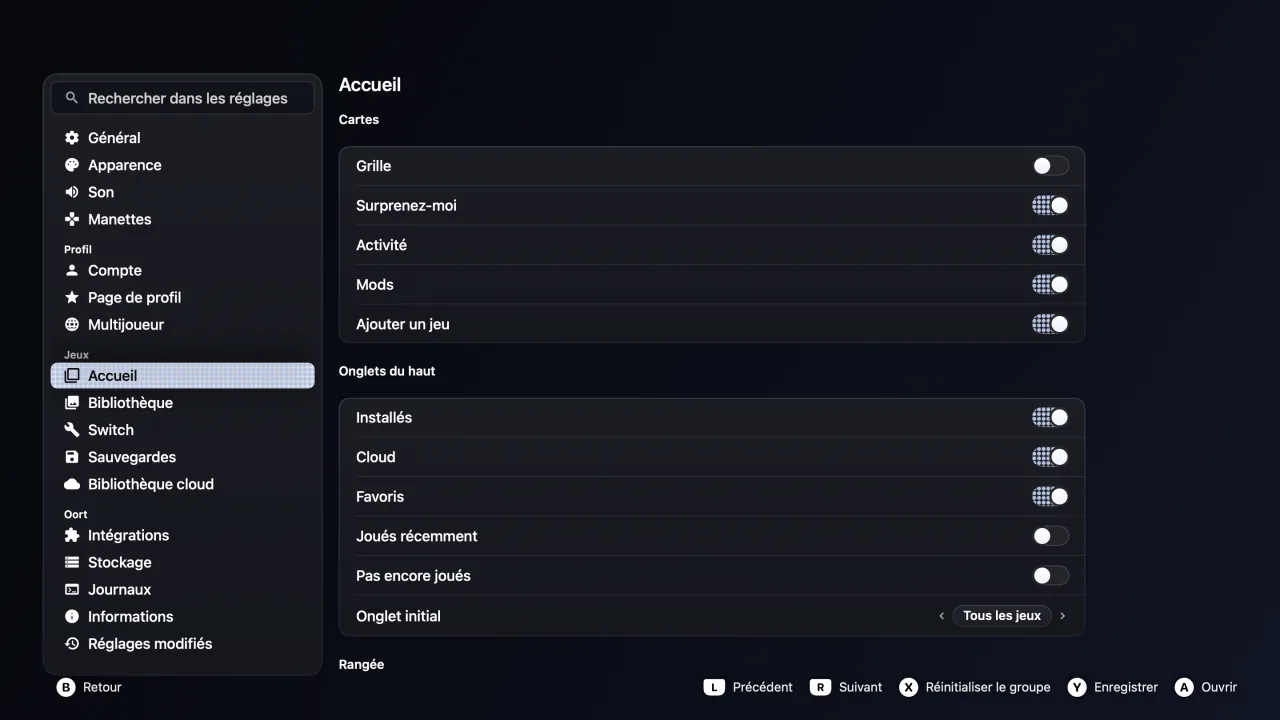 Rechercher dans les réglages
Général
Apparence
Son
Manettes
Profil
Compte
Page de profil
Multijoueur
Jeux
Accueil
Bibliothèque
Switch
Sauvegardes
Bibliothèque cloud
Oort
Intégrations
Stockage
Journaux
Informations
Réglages modifiés
Accueil
Cartes
Grille
Surprenez-moi
Activité
Mods
Ajouter un jeu
Onglets du haut
Installés
Cloud
Favoris
Joués récemment
Pas encore joués
Onglet initial Tous les jeux
Rangée
B Retour L Précédent R Suivant X Réinitialiser le groupe Y Enregistrer A Ouvrir